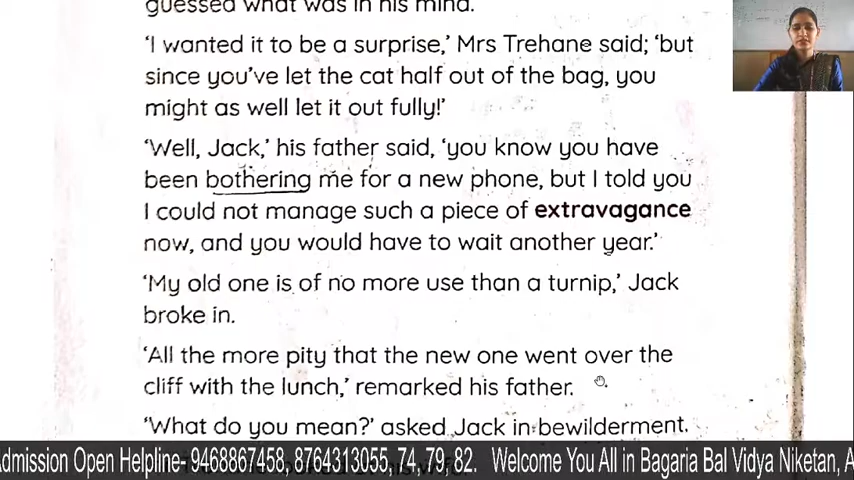 guessed what was in his mind.
'I wanted it to be a surprise,' Mrs Trehane said; 'but
since you've let the cat half out of the bag, you
might as well let it out fully!'
'Well, Jack,' his father said, 'you know you have
been bothering me for a new phone, but I told you
I could not manage such a piece of extravagance
now, and you would have to wait another year.'
'My old one is of no more use than a turnip,' Jack
broke in.
'All the more pity that the new one went over the
cliff with the lunch,' remarked his father.
'What do you mean?' asked Jack in bewilderment.
dmission Open Helpline- 9468867458, 8764313055, 74, 79, 82. Welcome You All in Bagaria Bal Vidya Niketan, A